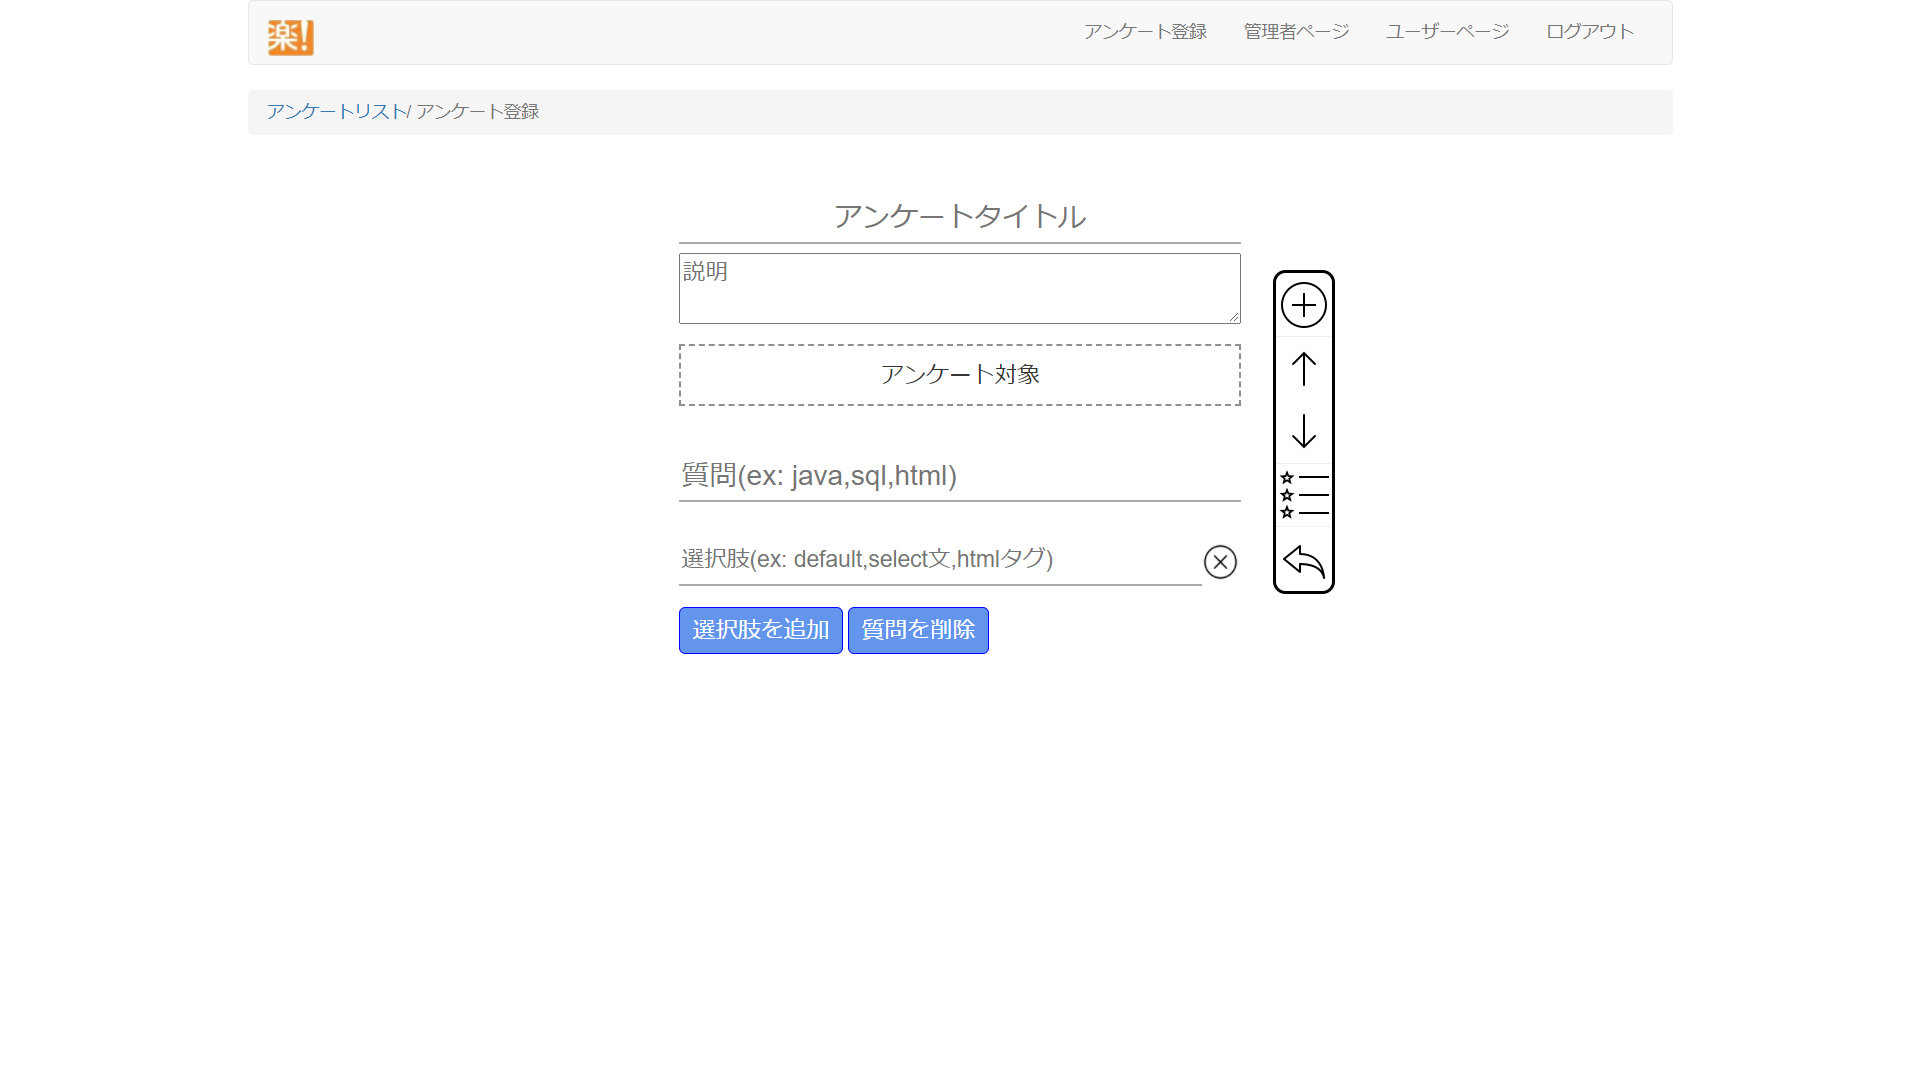 楽!
アンケート登録 管理者ページ ユーザーページ ログアウト
アンケートリスト/ アンケート登録
アンケートタイトル
説明
アンケート対象
質問(ex: java,sql,html)
選択肢(ex: default,select文,htmlタグ)
選択肢を追加 質問を削除